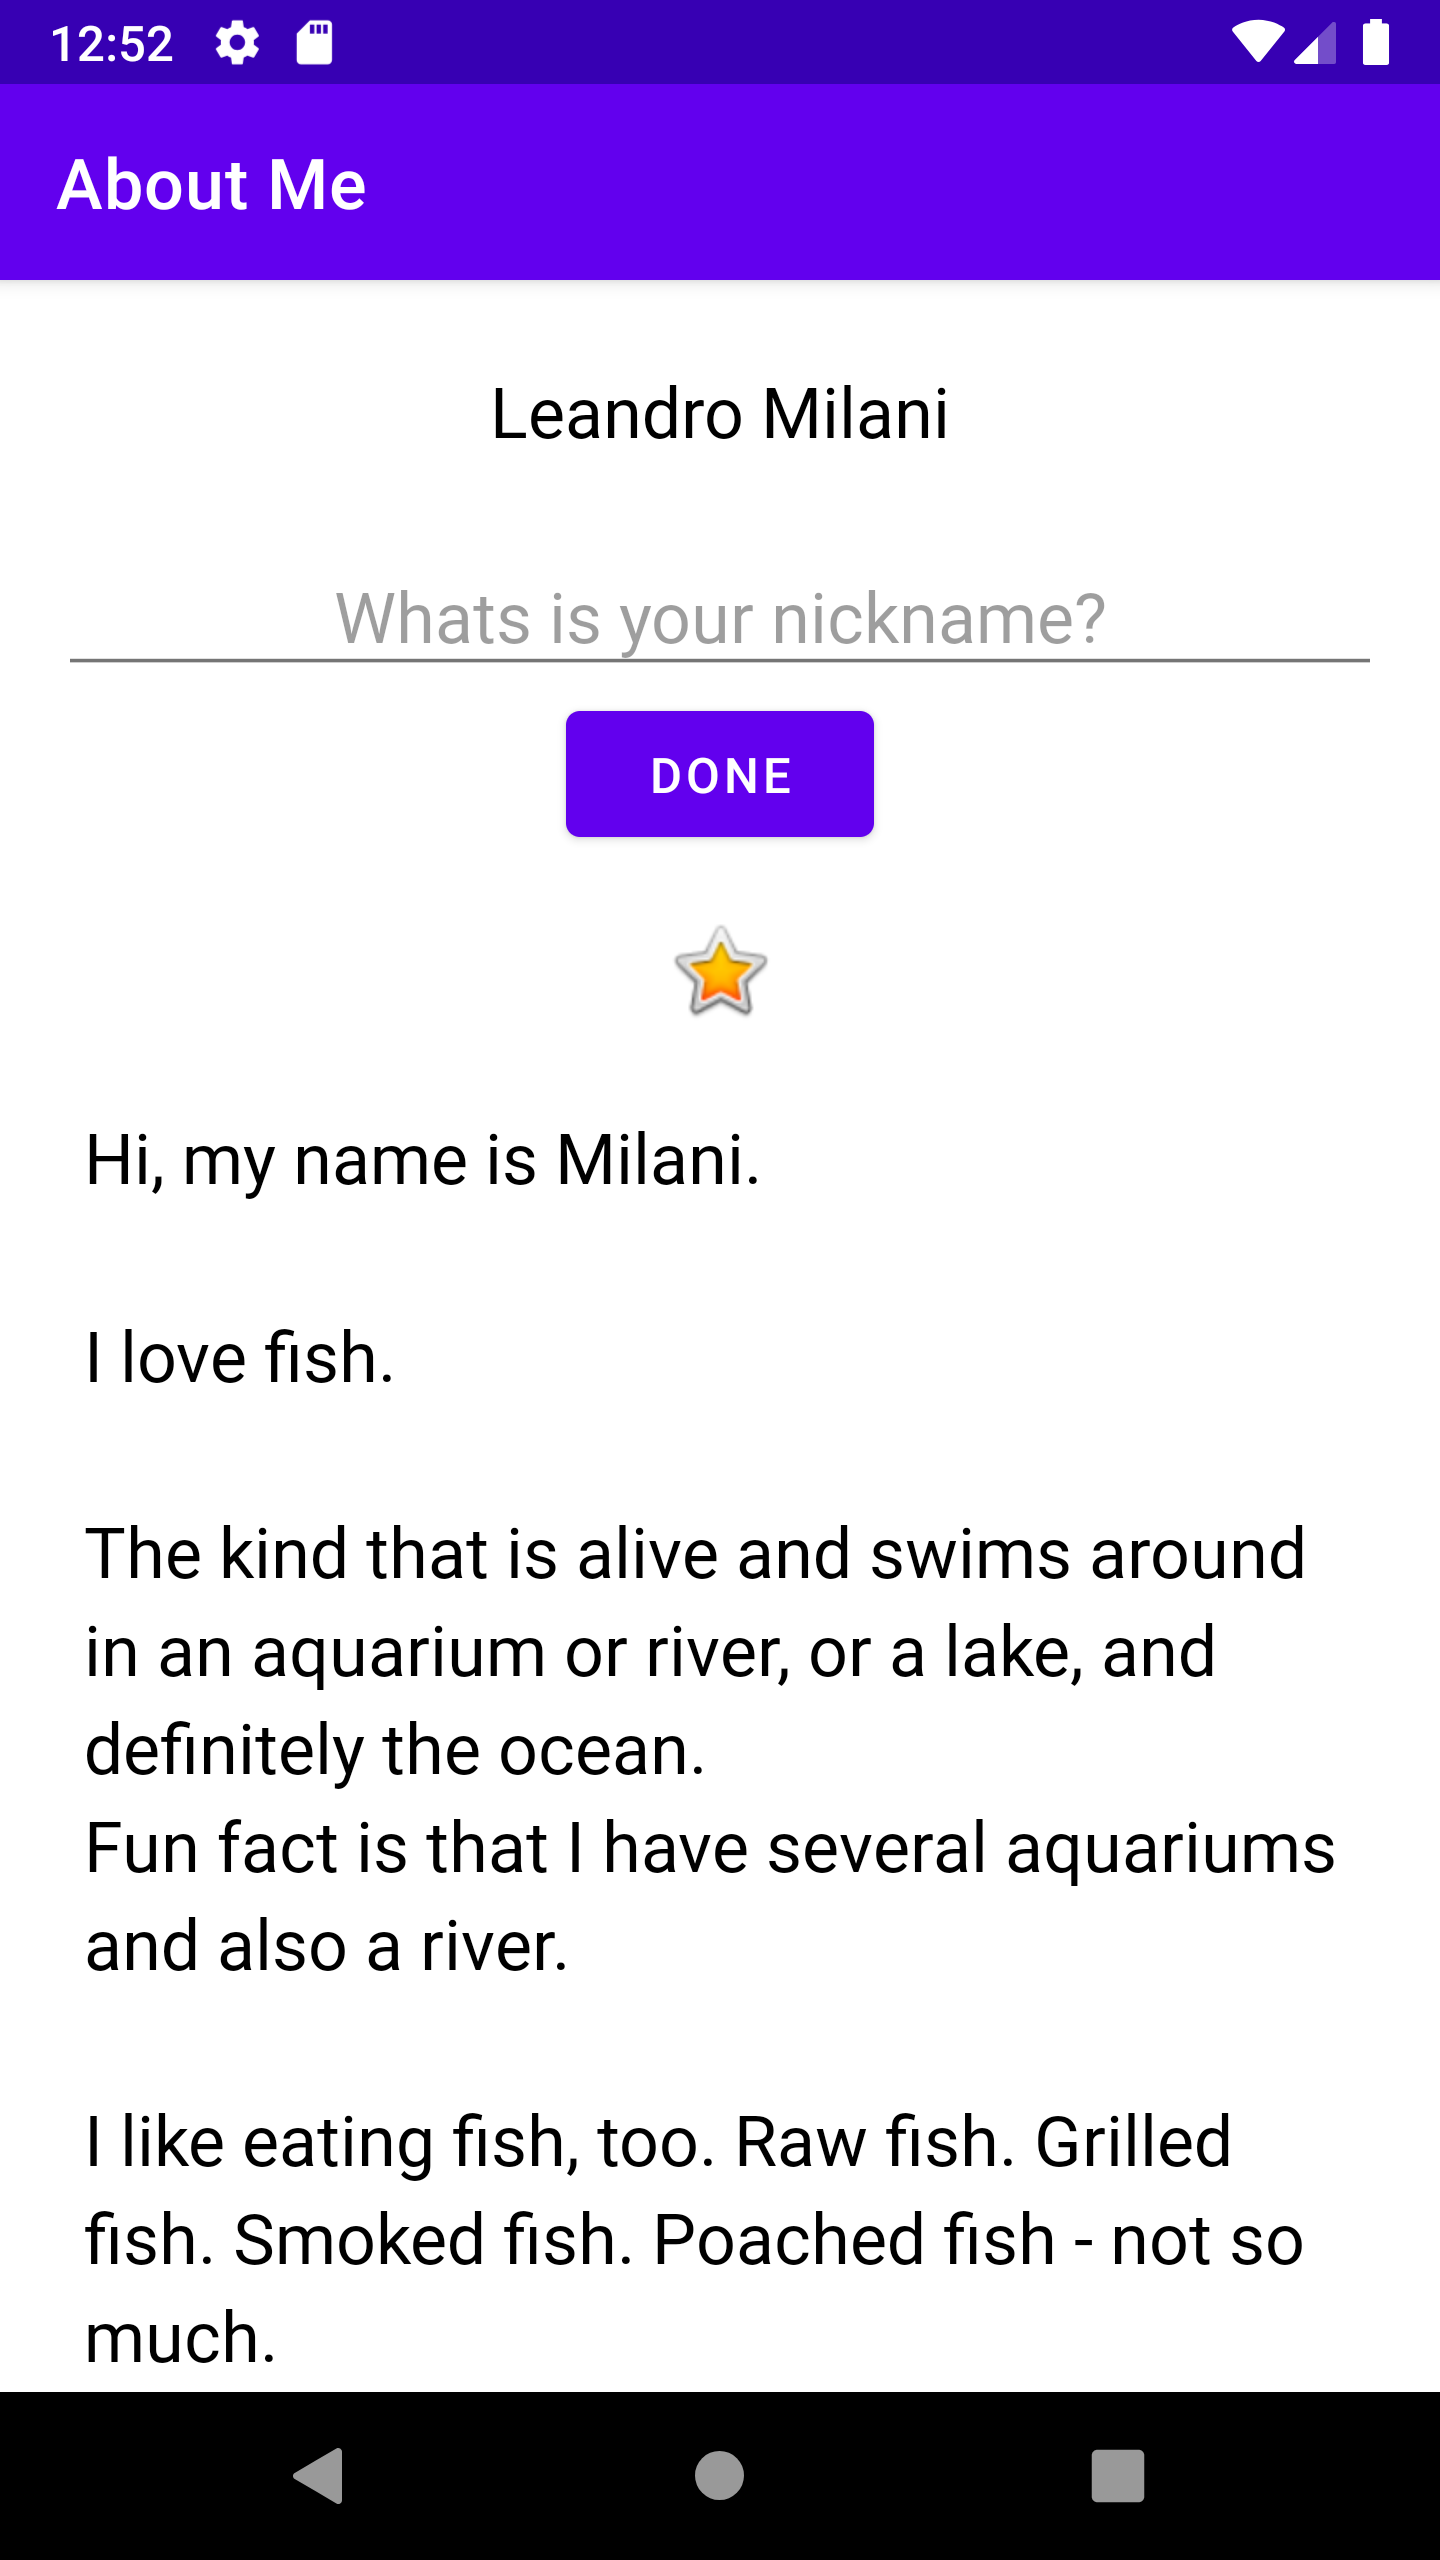 12:52
About Me
Leandro Milani
Whats is your nickname?
DONE
Hi, my name is Milani.
I love fish.
The kind that is alive and swims around
in an aquarium or river, or a lake, and
definitely the ocean.
Fun fact is that I have several aquariums
and also a river.
I like eating fish, too. Raw fish. Grilled
fish. Smoked fish. Poached fish - not so
much.